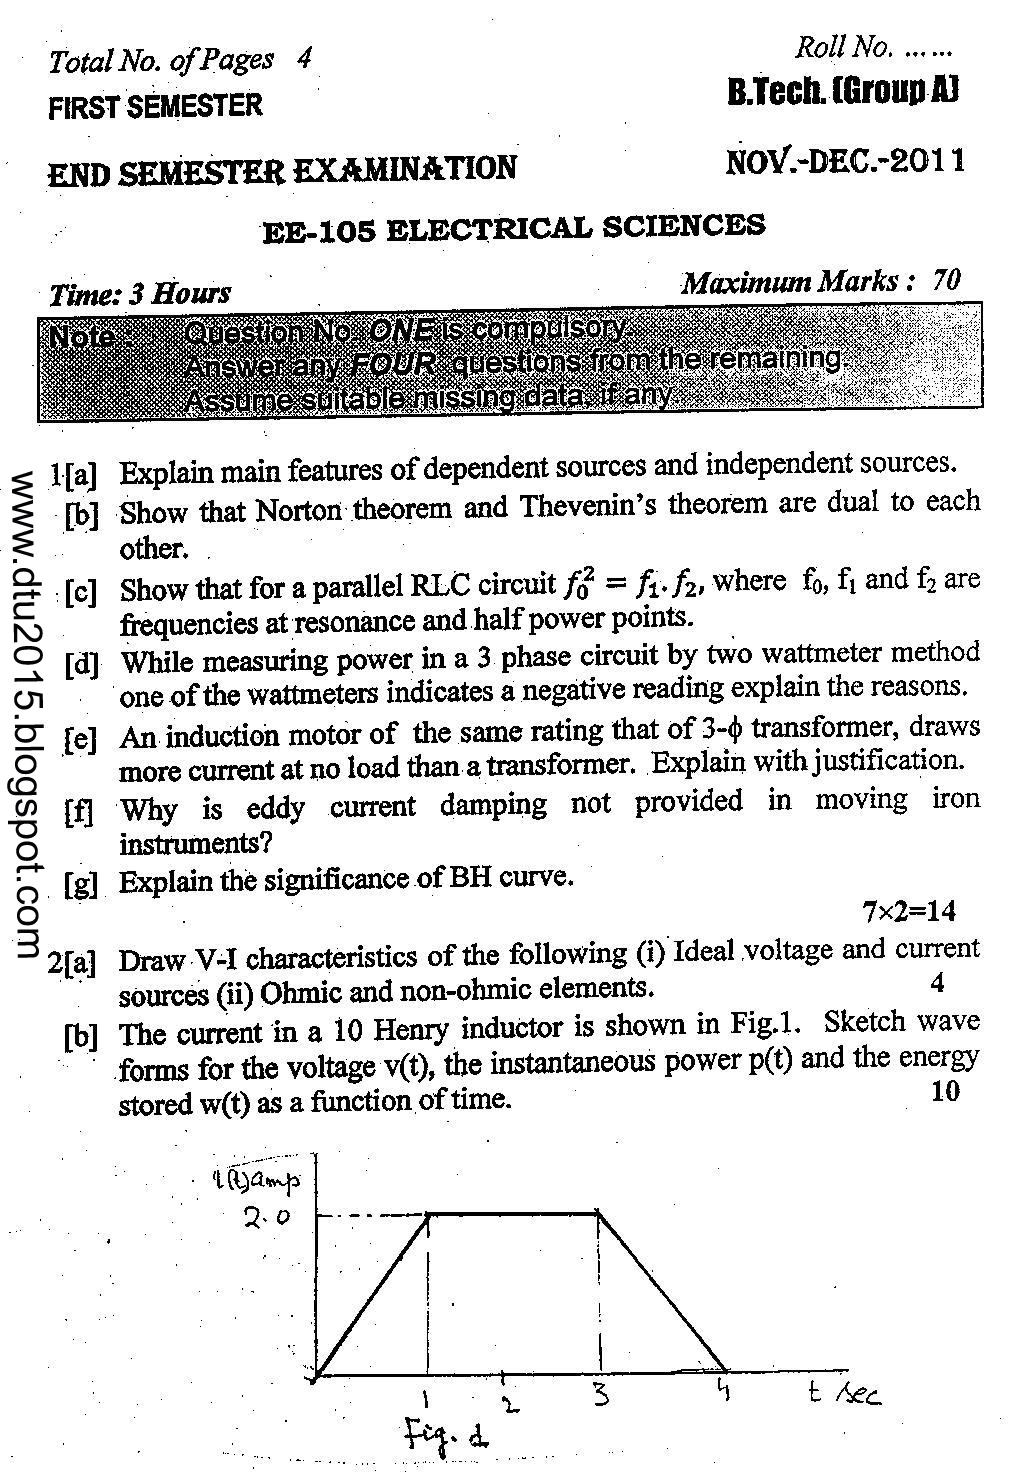 Total No. of Pages 4
Roll No. ......
FIRST SEMESTER
B.Tech. (Group A)
END SEMESTER EXAMINATION
NOV.-DEC.-2011
EE-105 ELECTRICAL SCIENCES
Time: 3 Hours
Maximum Marks : 70
Note : Question No. ONE is compulsory.
Answer any FOUR questions from the remaining.
Assume suitable missing data, if any
1[a] Explain main features of dependent sources and independent sources.
[b] Show that Norton theorem and Thevenin's theorem are dual to each
other.
[c] Show that for a parallel RLC circuit f₀² = f₁. f₂, where f₀, f₁ and f₂ are
frequencies at resonance and half power points.
[d] While measuring power in a 3 phase circuit by two wattmeter method
one of the wattmeters indicates a negative reading explain the reasons.
[e] An induction motor of the same rating that of 3-ϕ transformer, draws
more current at no load than a transformer. Explain with justification.
[f] Why is eddy current damping not provided in moving iron
instruments?
[g] Explain the significance of BH curve.
7×2=14
2[a] Draw V-I characteristics of the following (i) Ideal voltage and current
sources (ii) Ohmic and non-ohmic elements. 4
[b] The current in a 10 Henry inductor is shown in Fig.1. Sketch wave
forms for the voltage v(t), the instantaneous power p(t) and the energy
stored w(t) as a function of time. 10
i(t) amp
2.0
1 2 3 4 t sec
Fig. 1
www.dtu2015.blogspot.com